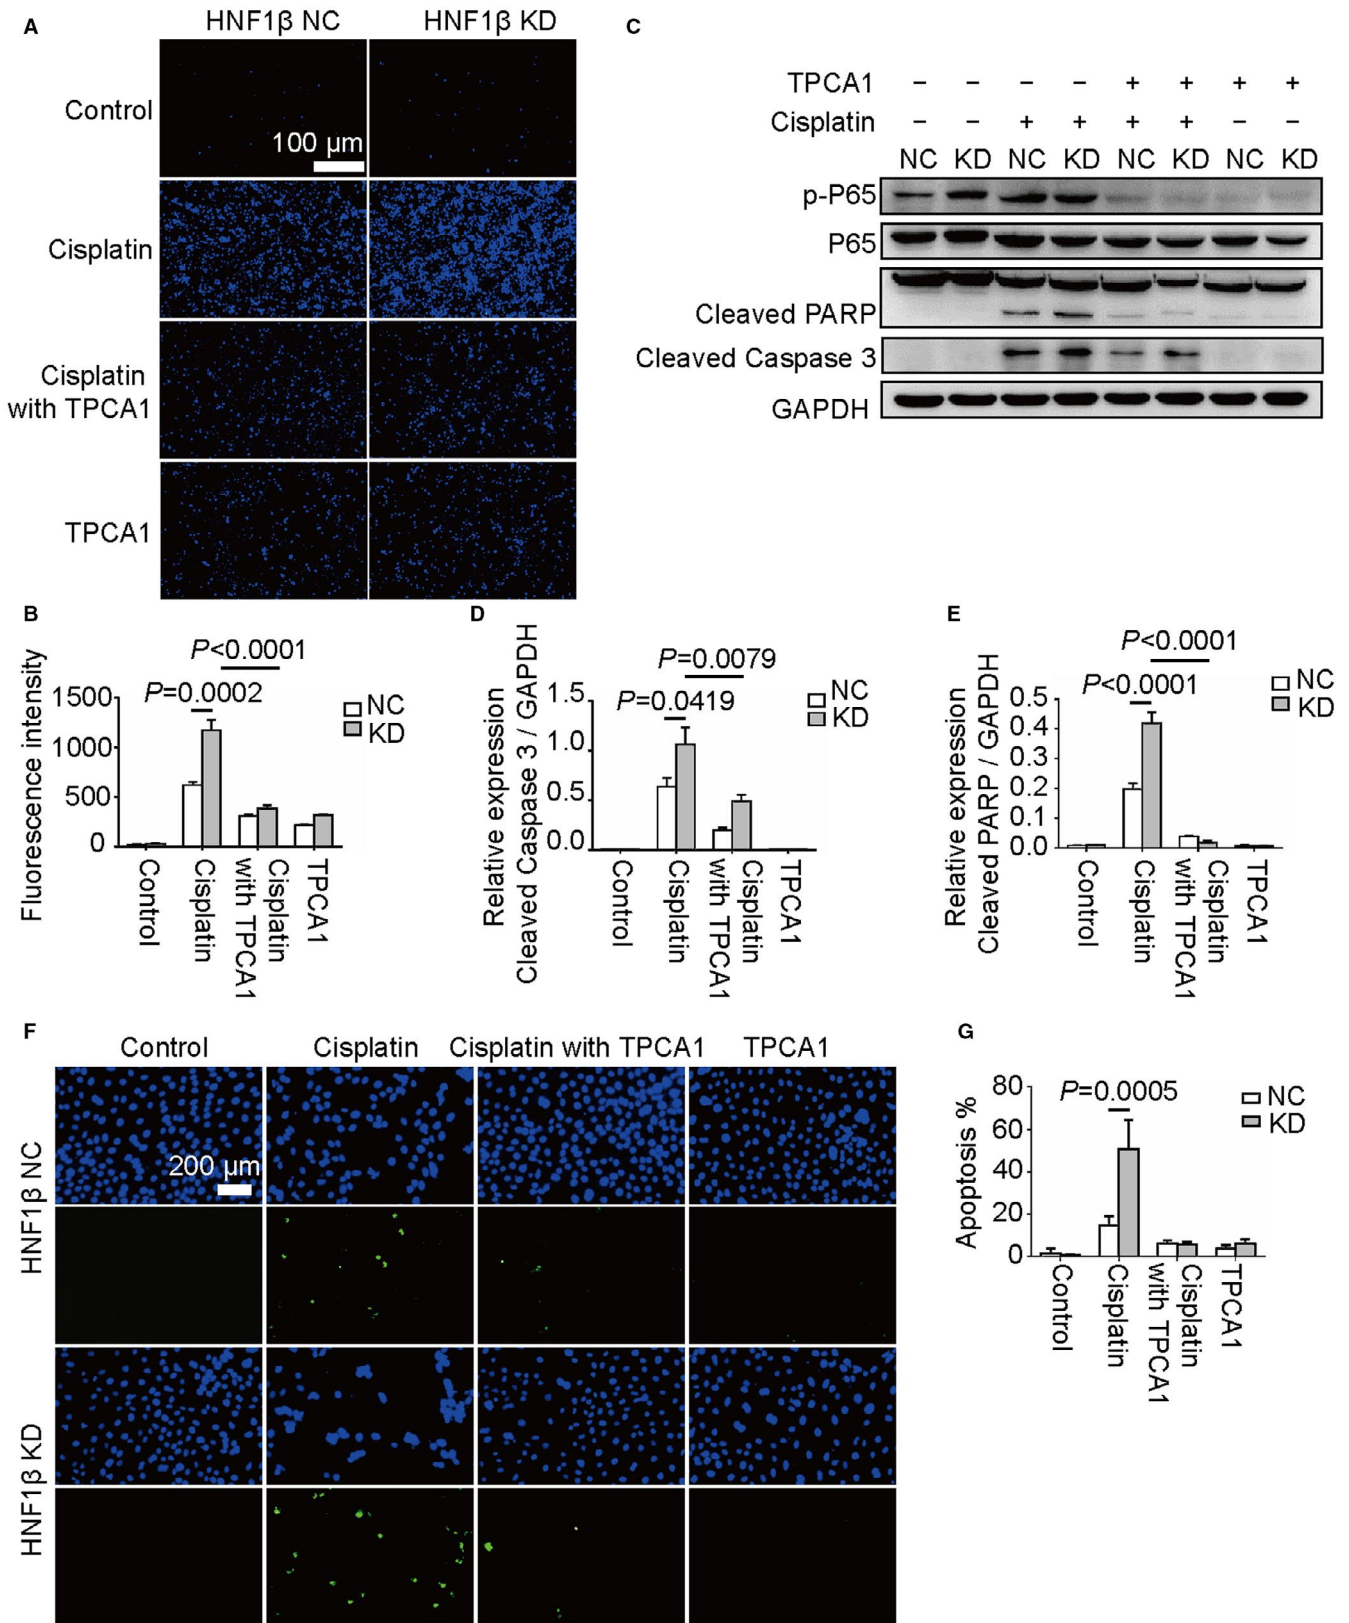 A
HNF1β NC
HNF1β KD
Control
100 µm
Cisplatin
Cisplatin
with TPCA1
TPCA1
C
TPCA1 – – – – + + + +
Cisplatin – – + + + + – –
NC KD NC KD NC KD NC KD
p-P65
P65
Cleaved PARP
Cleaved Caspase 3
GAPDH
B
P<0.0001
P=0.0002
NC
KD
Fluorescence intensity
1500
1000
500
0
Control
Cisplatin
Cisplatin
with TPCA1
TPCA1
D
P=0.0079
P=0.0419
NC
KD
Relative expression
Cleaved Caspase 3 / GAPDH
1.5
1.0
0.5
0.0
Control
Cisplatin
Cisplatin
with TPCA1
TPCA1
E
P<0.0001
P<0.0001
NC
KD
Relative expression
Cleaved PARP / GAPDH
0.5
0.4
0.3
0.2
0.1
0.0
Control
Cisplatin
Cisplatin
with TPCA1
TPCA1
F
Control
Cisplatin
Cisplatin with TPCA1
TPCA1
HNF1β NC
200 µm
HNF1β KD
G
P=0.0005
NC
KD
Apoptosis %
80
60
40
20
0
Control
Cisplatin
Cisplatin
with TPCA1
TPCA1